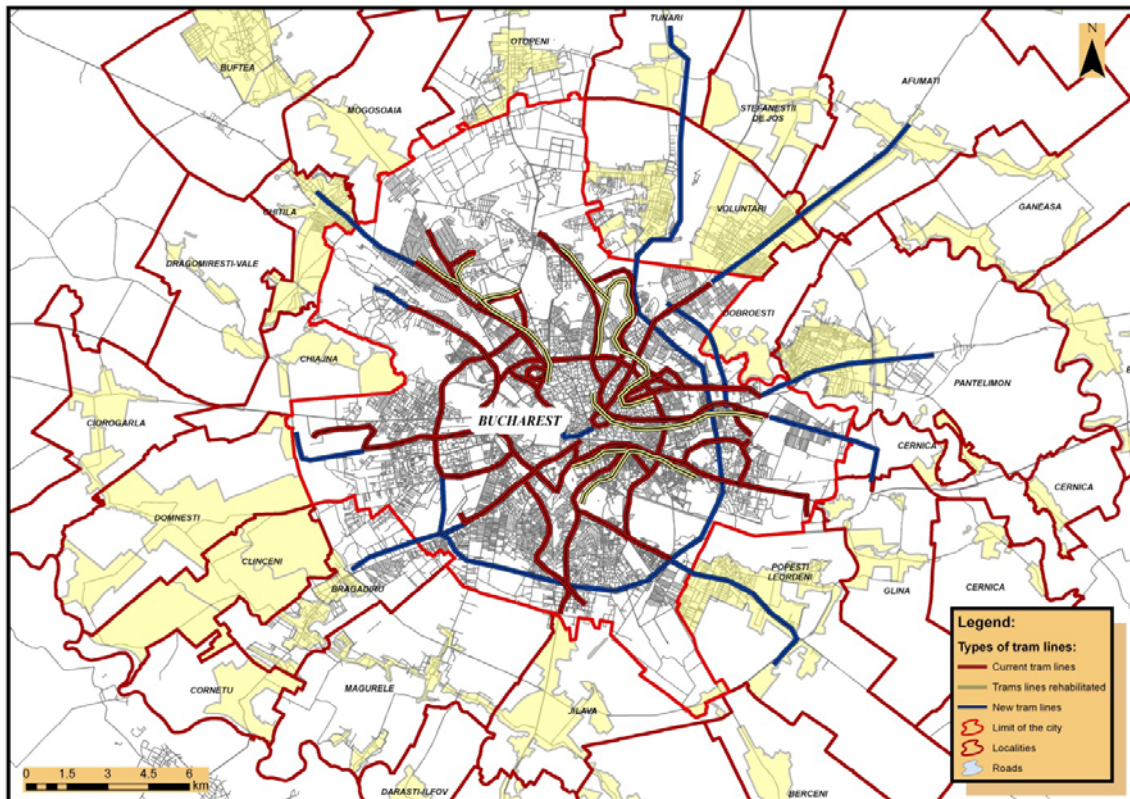 TUNARI
N
OTOPENI
BUFTEA
AFUMATI
MOGOSOAIA
STEFANESTII
DE JOS
GANEASA
VOLUNTARI
CHITILA
DRAGOMIRESTI-VALE
DOBROESTI
CHIAJNA
PANTELIMON
B
BUCHAREST
CIOROGARLA
CERNICA
CERNICA
DOMNESTI
CLINCENI
POPESTI
LEORDENI
BRAGADIRU
GLINA
CERNICA
CORNETU
MAGURELE
JILAVA
DARASTI-ILFOV
BERCENI
0 1.5 3 4.5 6
km
Legend:
Types of tram lines:
Current tram lines
Trams lines rehabilitated
New tram lines
Limit of the city
Localities
Roads